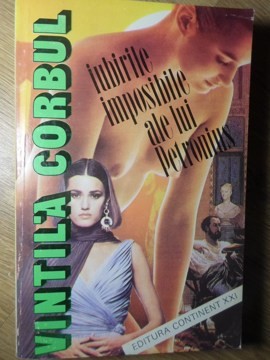 VINTILĂ CORBUL
iubirile
imposibile
ale lui
Petronius
EDITURA CONTINENT XXI